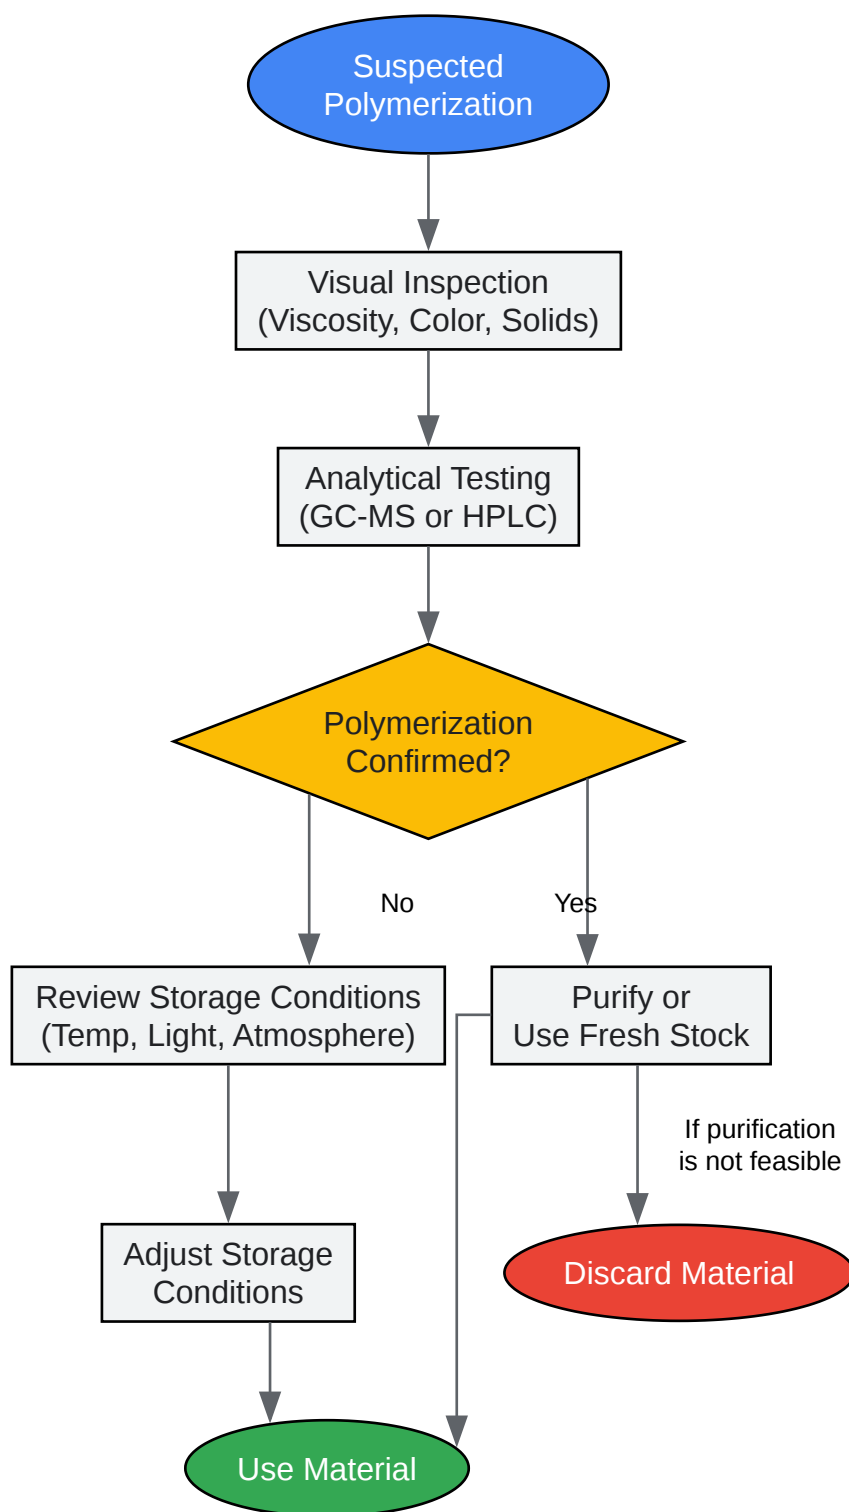 Suspected
Polymerization
Visual Inspection
(Viscosity, Color, Solids)
Analytical Testing
(GC-MS or HPLC)
Polymerization
Confirmed?
No
Yes
Review Storage Conditions
(Temp, Light, Atmosphere)
Purify or
Use Fresh Stock
If purification
is not feasible
Adjust Storage
Conditions
Discard Material
Use Material